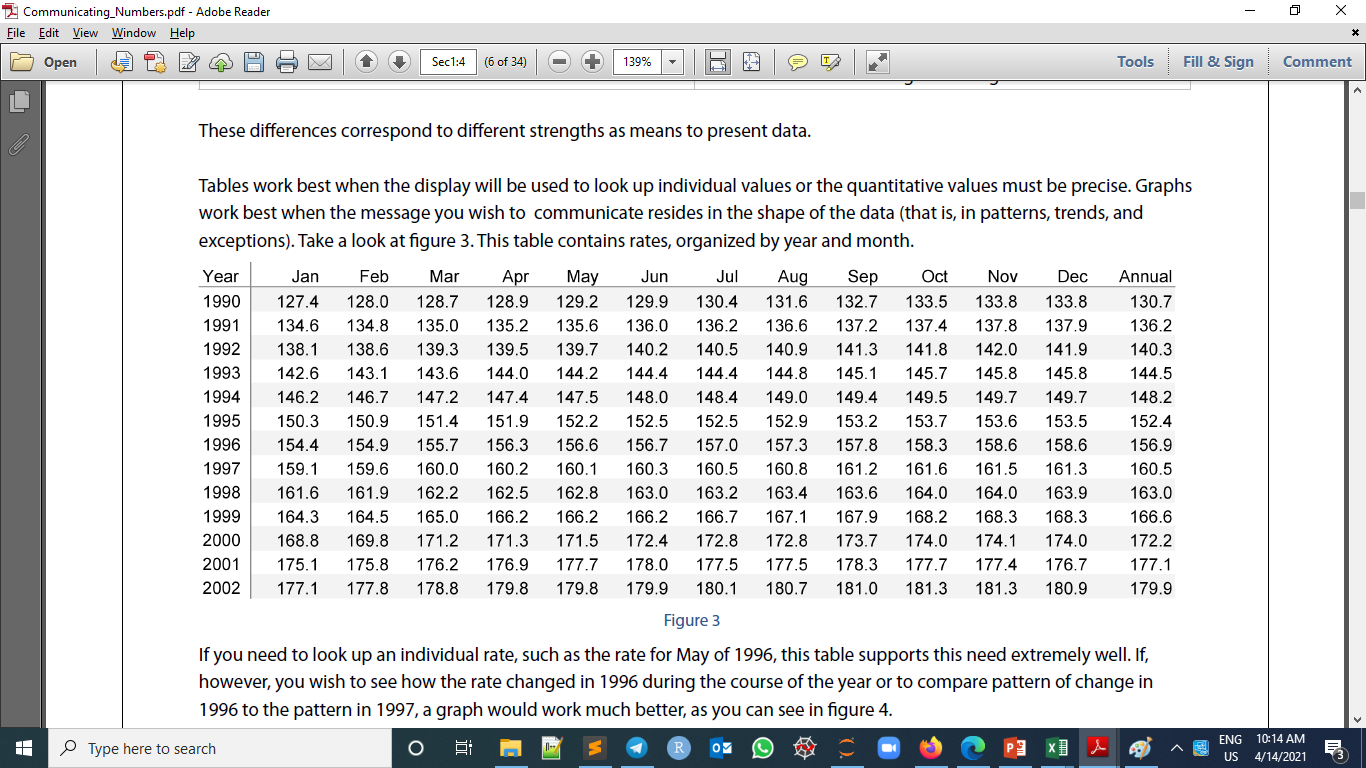 Communicating_Numbers.pdf - Adobe Reader
File Edit View Window Help
Open Sec1:4 (6 of 34) 139% Tools Fill & Sign Comment
These differences correspond to different strengths as means to present data.
Tables work best when the display will be used to look up individual values or the quantitative values must be precise. Graphs
work best when the message you wish to communicate resides in the shape of the data (that is, in patterns, trends, and
exceptions). Take a look at figure 3. This table contains rates, organized by year and month.
Year Jan Feb Mar Apr May Jun Jul Aug Sep Oct Nov Dec Annual
1990 127.4 128.0 128.7 128.9 129.2 129.9 130.4 131.6 132.7 133.5 133.8 133.8 130.7
1991 134.6 134.8 135.0 135.2 135.6 136.0 136.2 136.6 137.2 137.4 137.8 137.9 136.2
1992 138.1 138.6 139.3 139.5 139.7 140.2 140.5 140.9 141.3 141.8 142.0 141.9 140.3
1993 142.6 143.1 143.6 144.0 144.2 144.4 144.4 144.8 145.1 145.7 145.8 145.8 144.5
1994 146.2 146.7 147.2 147.4 147.5 148.0 148.4 149.0 149.4 149.5 149.7 149.7 148.2
1995 150.3 150.9 151.4 151.9 152.2 152.5 152.5 152.9 153.2 153.7 153.6 153.5 152.4
1996 154.4 154.9 155.7 156.3 156.6 156.7 157.0 157.3 157.8 158.3 158.6 158.6 156.9
1997 159.1 159.6 160.0 160.2 160.1 160.3 160.5 160.8 161.2 161.6 161.5 161.3 160.5
1998 161.6 161.9 162.2 162.5 162.8 163.0 163.2 163.4 163.6 164.0 164.0 163.9 163.0
1999 164.3 164.5 165.0 166.2 166.2 166.2 166.7 167.1 167.9 168.2 168.3 168.3 166.6
2000 168.8 169.8 171.2 171.3 171.5 172.4 172.8 172.8 173.7 174.0 174.1 174.0 172.2
2001 175.1 175.8 176.2 176.9 177.7 178.0 177.5 177.5 178.3 177.7 177.4 176.7 177.1
2002 177.1 177.8 178.8 179.8 179.8 179.9 180.1 180.7 181.0 181.3 181.3 180.9 179.9
Figure 3
If you need to look up an individual rate, such as the rate for May of 1996, this table supports this need extremely well. If,
however, you wish to see how the rate changed in 1996 during the course of the year or to compare pattern of change in
1996 to the pattern in 1997, a graph would work much better, as you can see in figure 4.
Type here to search
ENG 10:14 AM
US 4/14/2021 3